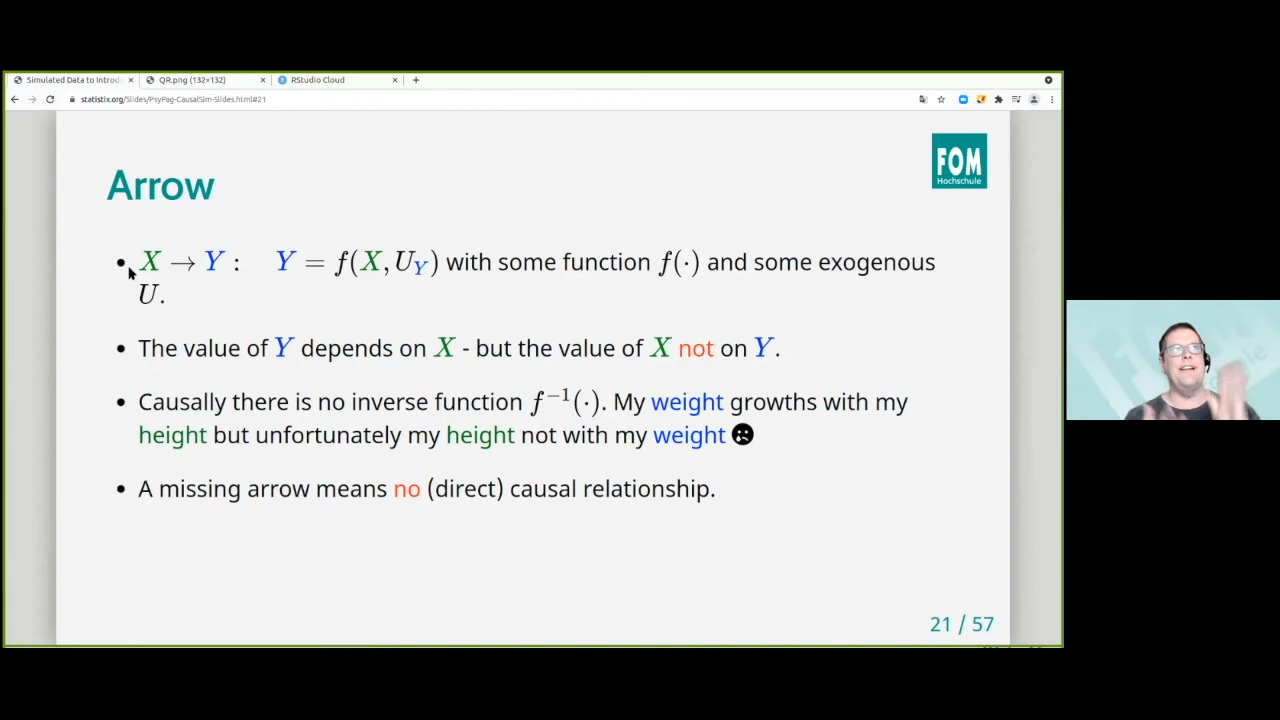 Simulated Data to Introd
QR.png (132×132)
RStudio Cloud
statistix.org/Slides/PsyPag-CausalSim-Slides.html#21
FOM
Hochschule
Arrow
• X → Y : Y = f(X, U_Y) with some function f(·) and some exogenous
U.
• The value of Y depends on X - but the value of X not on Y.
• Causally there is no inverse function f⁻¹(·). My weight growths with my
height but unfortunately my height not with my weight ☹
• A missing arrow means no (direct) causal relationship.
21 / 57